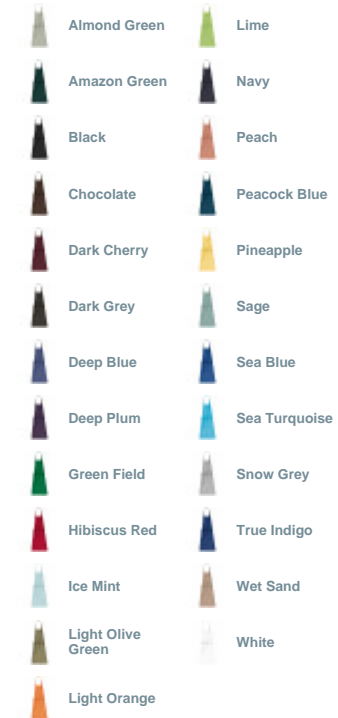 Almond Green
Lime
Amazon Green
Navy
Black
Peach
Chocolate
Peacock Blue
Dark Cherry
Pineapple
Dark Grey
Sage
Deep Blue
Sea Blue
Deep Plum
Sea Turquoise
Green Field
Snow Grey
Hibiscus Red
True Indigo
Ice Mint
Wet Sand
Light Olive
Green
White
Light Orange